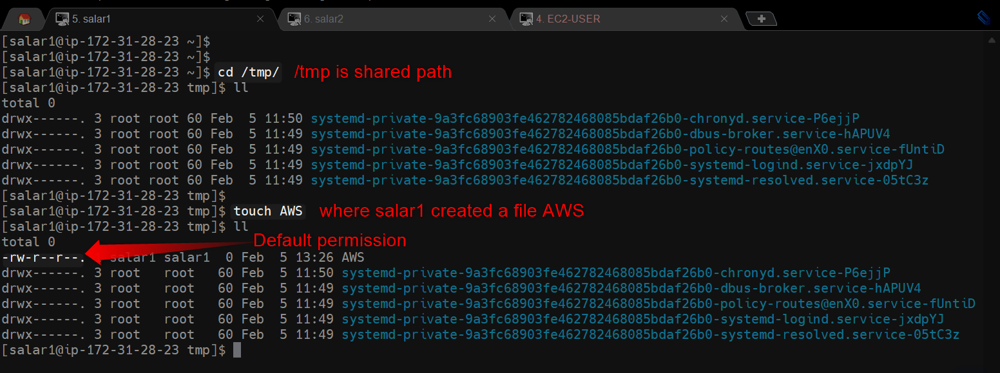 5. salar1
6. salar2
4. EC2-USER
[salar1@ip-172-31-28-23 ~]$
[salar1@ip-172-31-28-23 ~]$
[salar1@ip-172-31-28-23 ~]$ cd /tmp/ /tmp is shared path
[salar1@ip-172-31-28-23 tmp]$ ll
total 0
drwx------. 3 root root 60 Feb  5 11:50 systemd-private-9a3fc68903fe462782468085bdaf26b0-chronyd.service-P6ejjP
drwx------. 3 root root 60 Feb  5 11:49 systemd-private-9a3fc68903fe462782468085bdaf26b0-dbus-broker.service-hAPUV4
drwx------. 3 root root 60 Feb  5 11:49 systemd-private-9a3fc68903fe462782468085bdaf26b0-policy-routes@enX0.service-fUntiD
drwx------. 3 root root 60 Feb  5 11:49 systemd-private-9a3fc68903fe462782468085bdaf26b0-systemd-logind.service-jxdpYJ
drwx------. 3 root root 60 Feb  5 11:49 systemd-private-9a3fc68903fe462782468085bdaf26b0-systemd-resolved.service-05tC3z
[salar1@ip-172-31-28-23 tmp]$
[salar1@ip-172-31-28-23 tmp]$ touch AWS where salar1 created a file AWS
[salar1@ip-172-31-28-23 tmp]$ ll
Default permission
total 0
-rw-r--r--. salar1 salar1  0 Feb  5 13:26 AWS
drwx------. 3 root   root   60 Feb  5 11:50 systemd-private-9a3fc68903fe462782468085bdaf26b0-chronyd.service-P6ejjP
drwx------. 3 root   root   60 Feb  5 11:49 systemd-private-9a3fc68903fe462782468085bdaf26b0-dbus-broker.service-hAPUV4
drwx------. 3 root   root   60 Feb  5 11:49 systemd-private-9a3fc68903fe462782468085bdaf26b0-policy-routes@enX0.service-fUntiD
drwx------. 3 root   root   60 Feb  5 11:49 systemd-private-9a3fc68903fe462782468085bdaf26b0-systemd-logind.service-jxdpYJ
drwx------. 3 root   root   60 Feb  5 11:49 systemd-private-9a3fc68903fe462782468085bdaf26b0-systemd-resolved.service-05tC3z
[salar1@ip-172-31-28-23 tmp]$